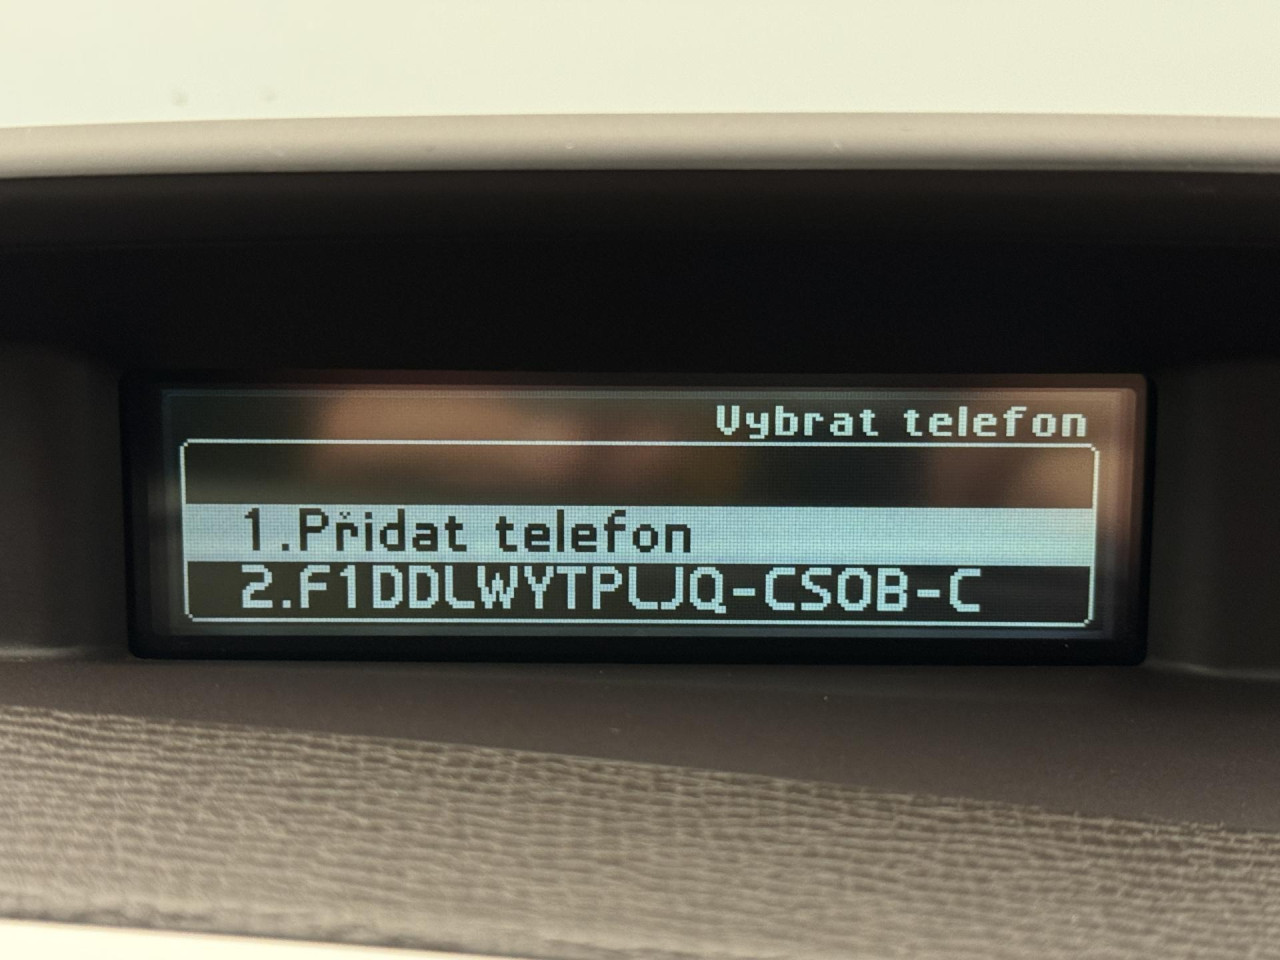 Vybrat telefon
1.Přidat telefon
2.F1DDLWYTPLJQ-CSOB-C